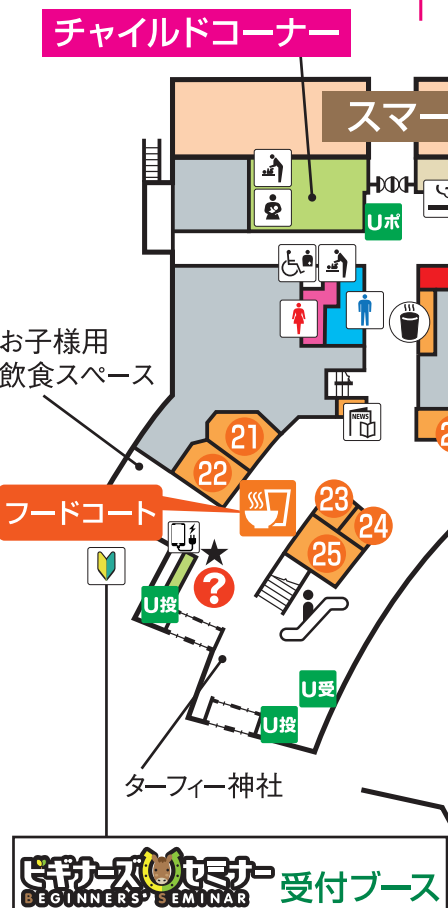 チャイルドコーナー
スマー
Uポ
お子様用
飲食スペース
NEWS
21
22
フードコート
23
24
25
?
U投
U受
U投
ターフィー神社
ビギナーズセミナー
BEGINNERS' SEMINAR
受付ブース